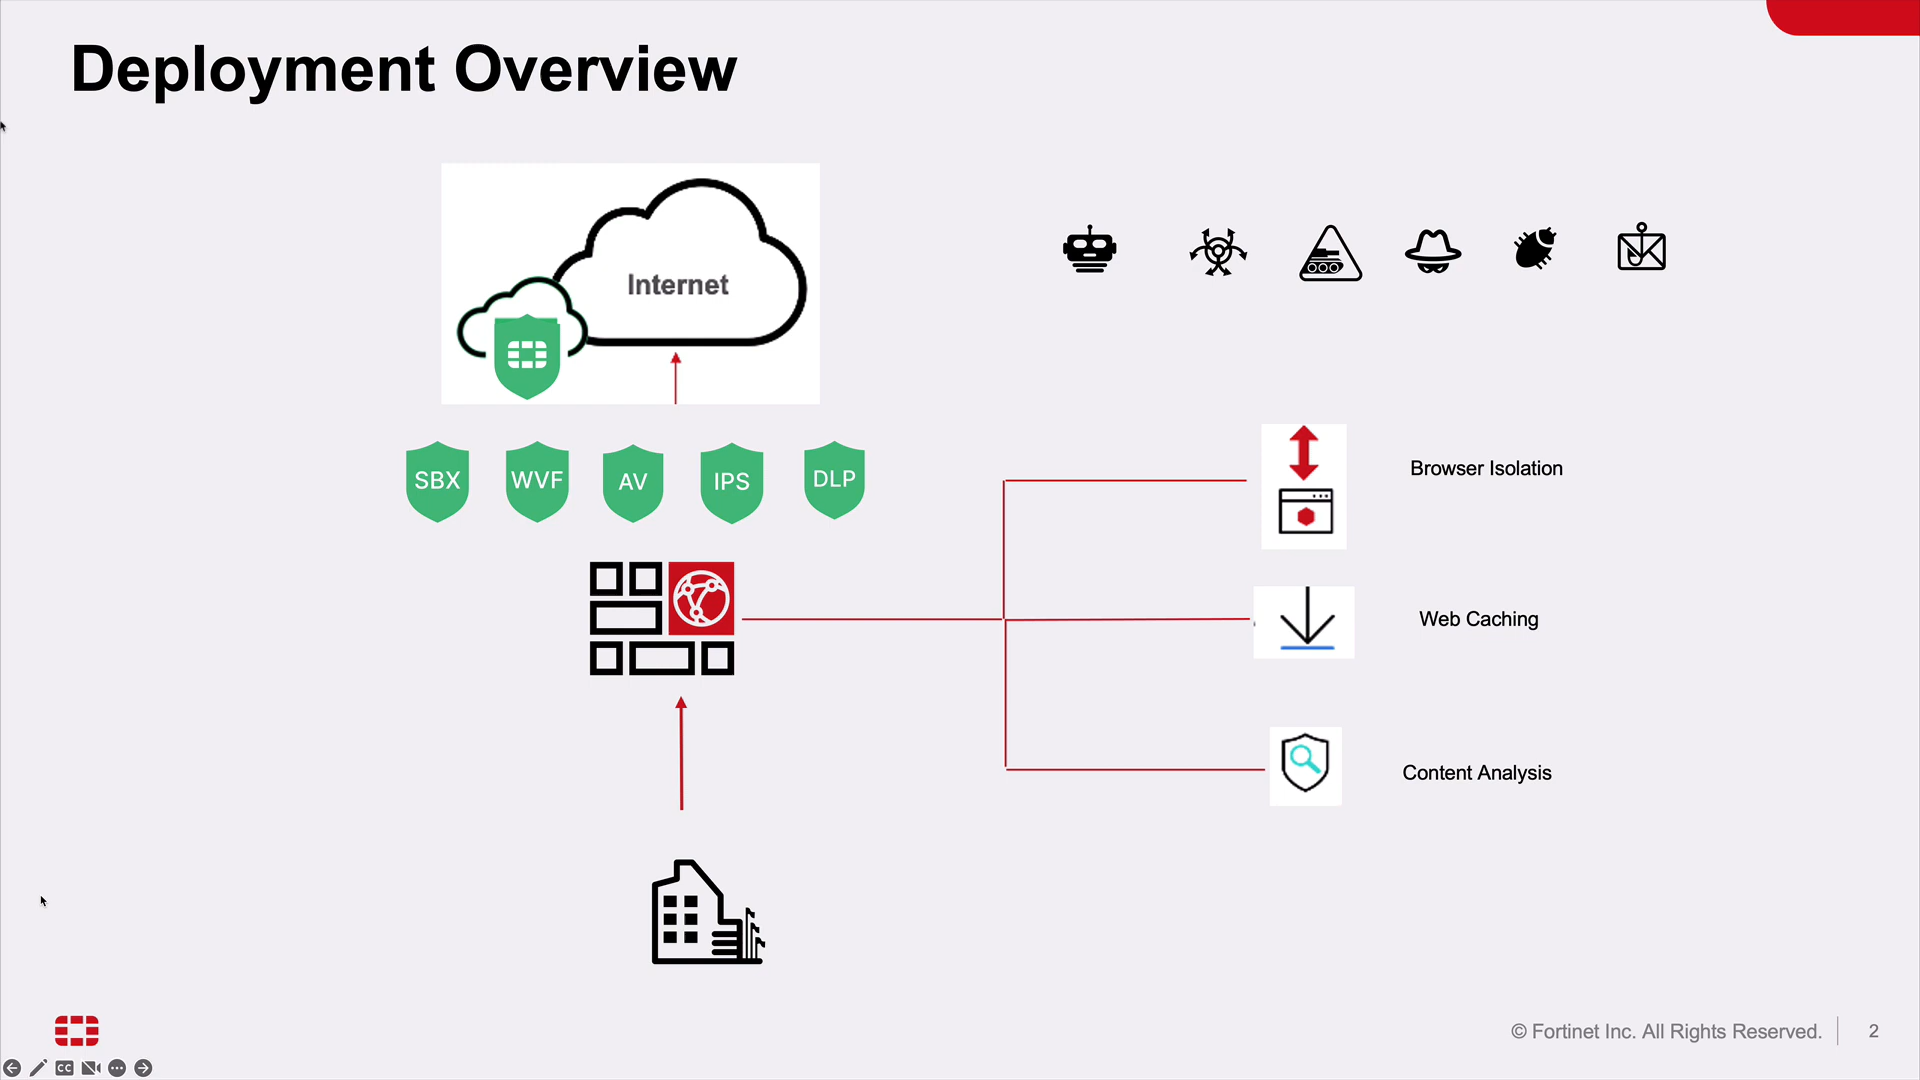 Deployment Overview
Internet
SBX
WVF
AV
IPS
DLP
Browser Isolation
Web Caching
Content Analysis
© Fortinet Inc. All Rights Reserved.
2
CC